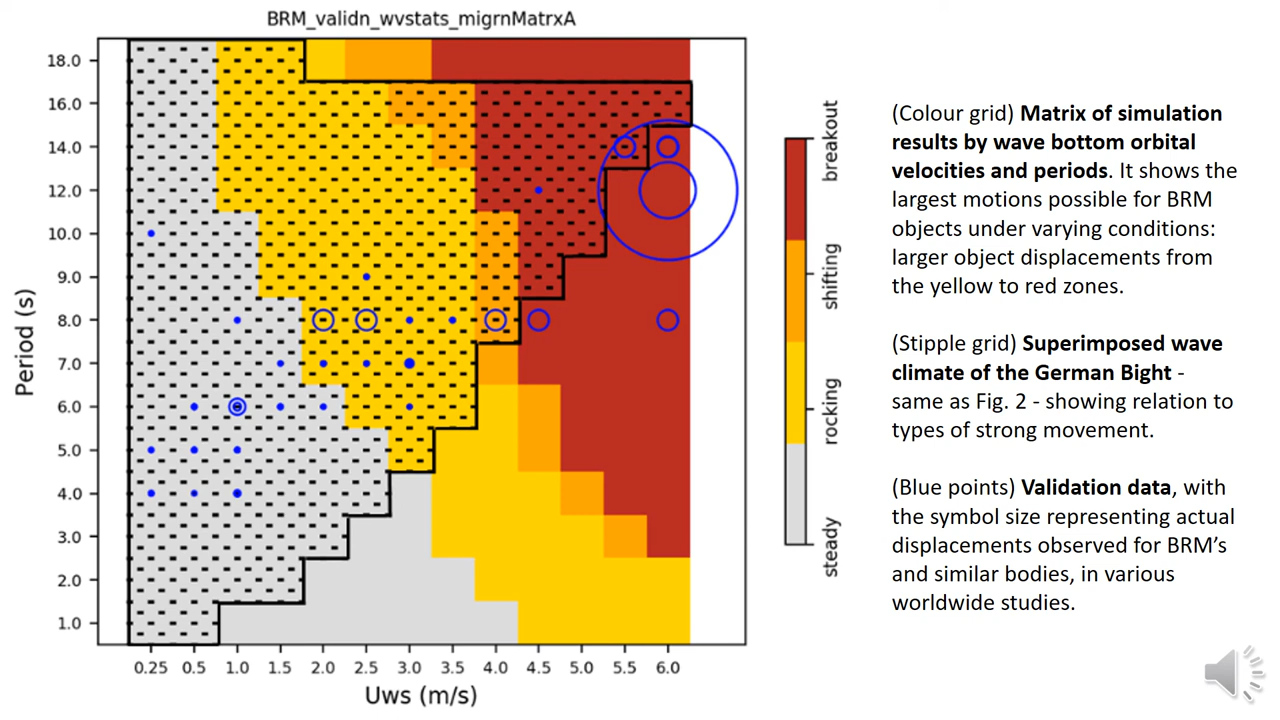 BRM_validn_wvstats_migrnMatrxA
18.0
16.0
14.0
12.0
10.0
9.0
8.0
7.0
6.0
5.0
4.0
3.0
2.0
1.0
Period (s)
0.25 0.5 1.0 1.5 2.0 2.5 3.0 3.5 4.0 4.5 5.0 5.5 6.0
Uws (m/s)
breakout
shifting
rocking
steady
(Colour grid) Matrix of simulation
results by wave bottom orbital
velocities and periods. It shows the
largest motions possible for BRM
objects under varying conditions:
larger object displacements from
the yellow to red zones.
(Stipple grid) Superimposed wave
climate of the German Bight -
same as Fig. 2 - showing relation to
types of strong movement.
(Blue points) Validation data, with
the symbol size representing actual
displacements observed for BRM’s
and similar bodies, in various
worldwide studies.